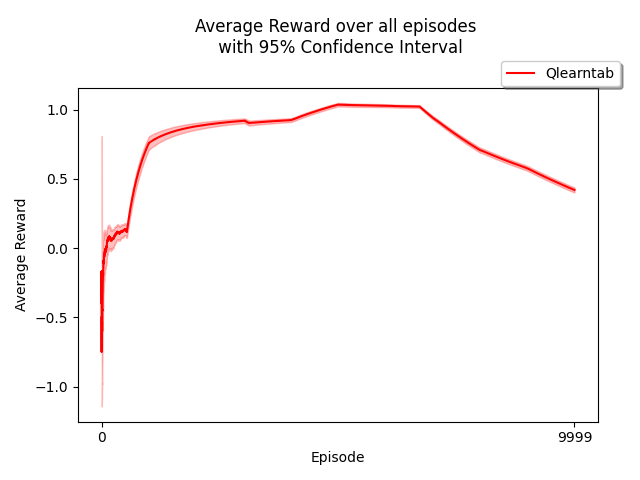 Average Reward over all episodes
with 95% Confidence Interval
Qlearntab
1.0
0.5
0.0
−0.5
−1.0
Average Reward
0
9999
Episode